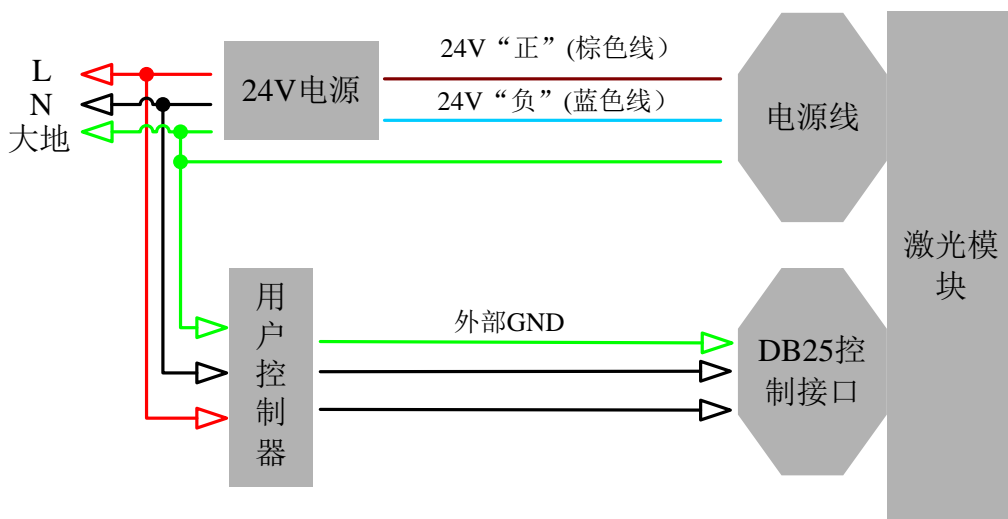 L
N
大地
24V电源
24V“正”(棕色线）
24V“负”(蓝色线）
电源线
激光模
块
用
户
控
制
器
外部GND
DB25控
制接口